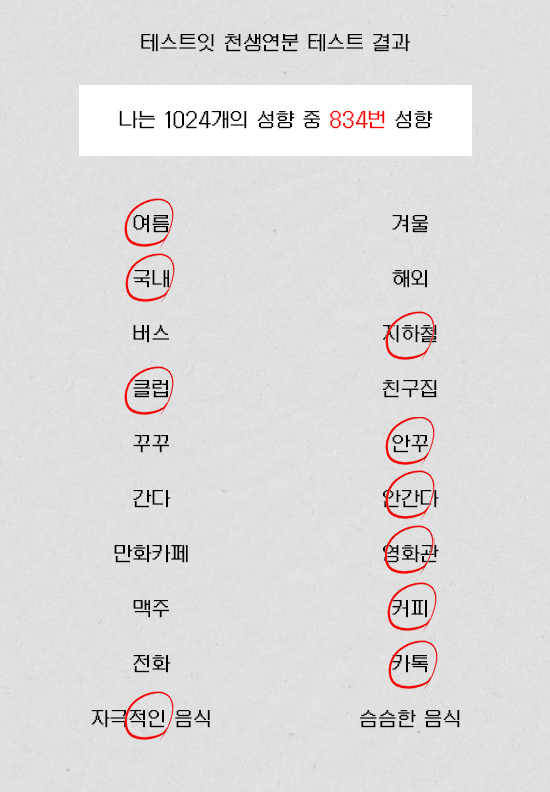 테스트잇 천생연분 테스트 결과
나는 1024개의 성향 중 834번 성향
여름 겨울
국내 해외
버스 지하철
클럽 친구집
꾸꾸 안꾸
간다 안간다
만화카페 영화관
맥주 커피
전화 카톡
자극적인 음식 슴슴한 음식